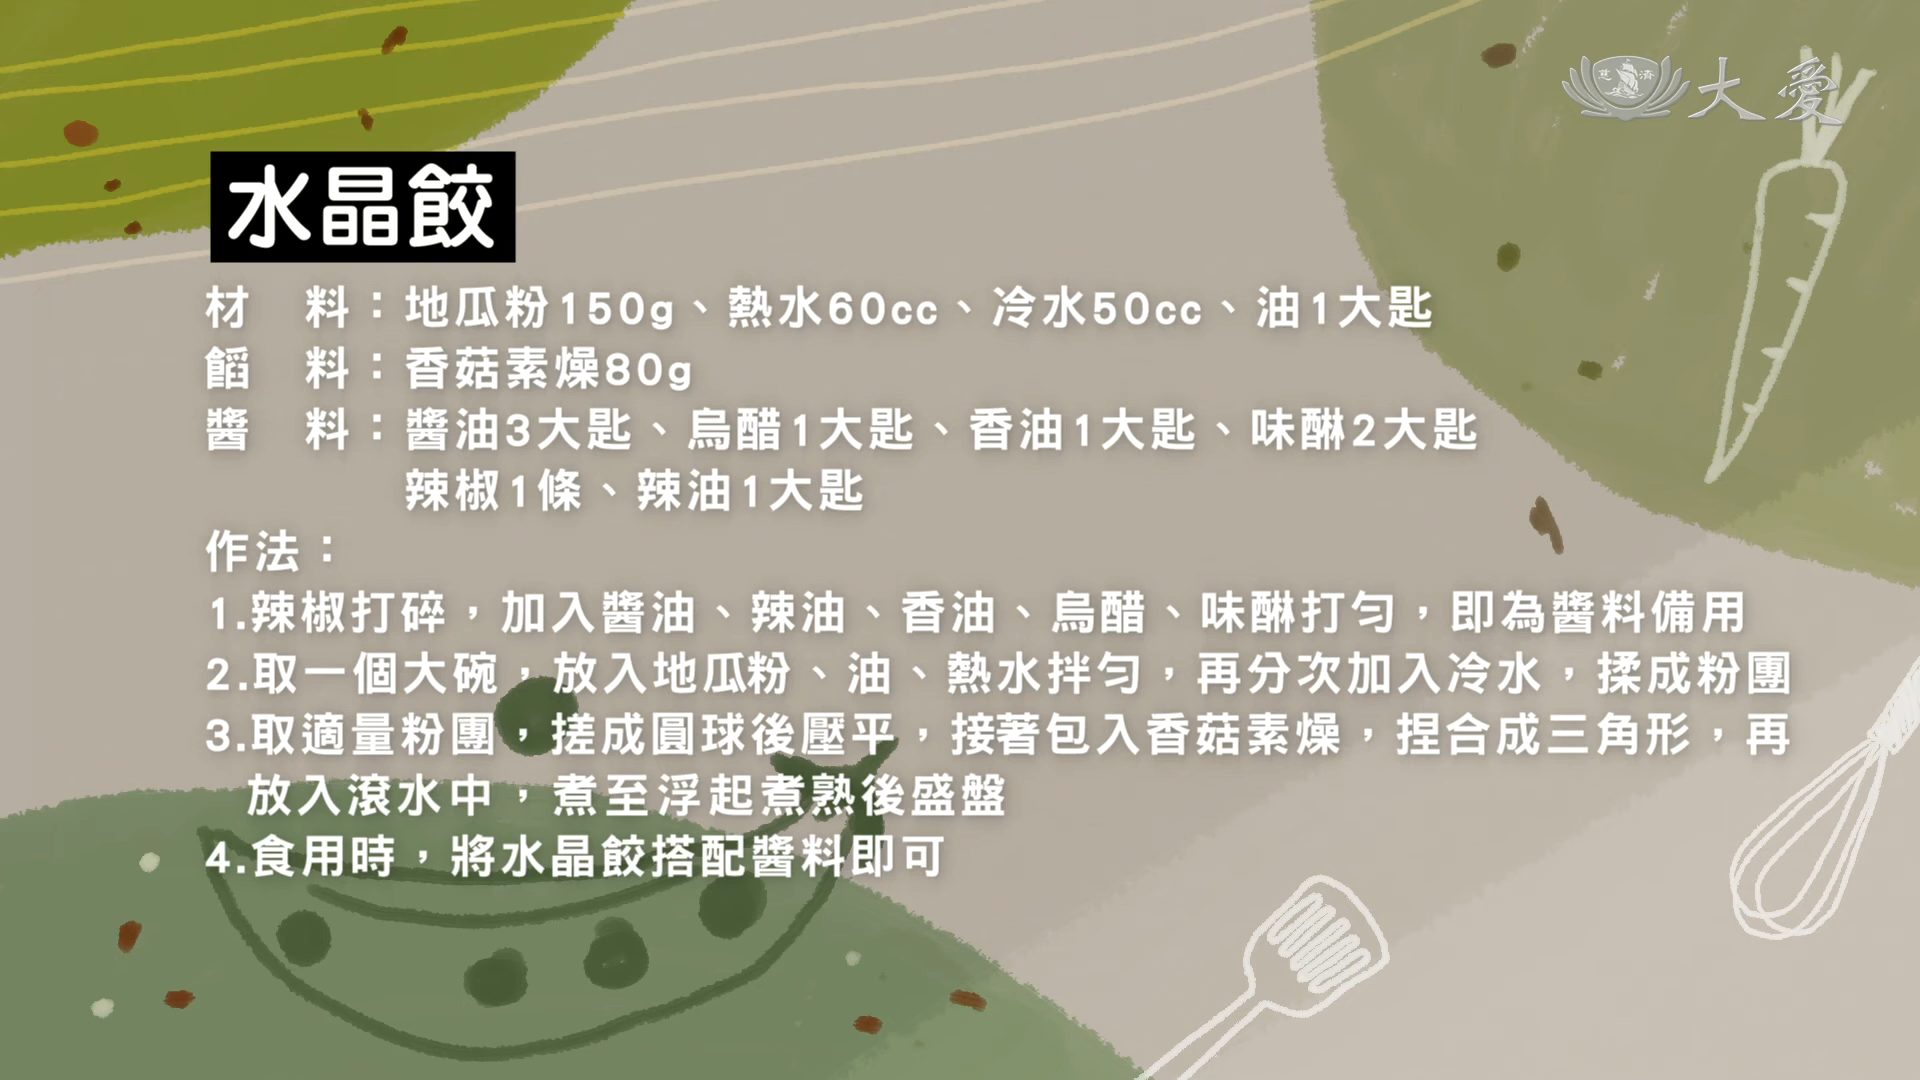 慈濟 大愛
水晶餃
材　料：地瓜粉150g、熱水60cc、冷水50cc、油1大匙
餡　料：香菇素燥80g
醬　料：醬油3大匙、烏醋1大匙、香油1大匙、味醂2大匙
辣椒1條、辣油1大匙
作法：
1.辣椒打碎，加入醬油、辣油、香油、烏醋、味醂打勻，即為醬料備用
2.取一個大碗，放入地瓜粉、油、熱水拌勻，再分次加入冷水，揉成粉團
3.取適量粉團，搓成圓球後壓平，接著包入香菇素燥，捏合成三角形，再
放入滾水中，煮至浮起煮熟後盛盤
4.食用時，將水晶餃搭配醬料即可